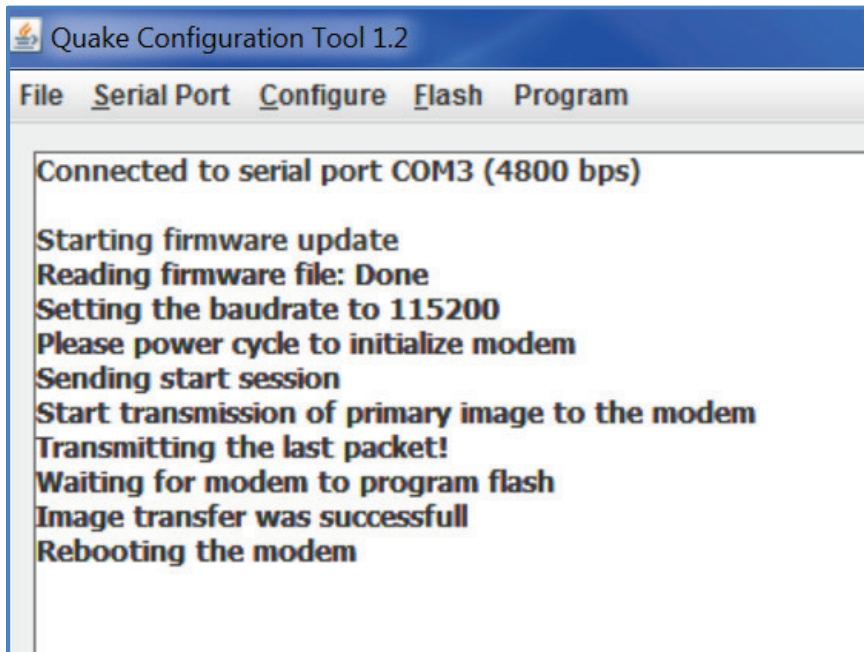 Quake Configuration Tool 1.2
File Serial Port Configure Flash Program
Connected to serial port COM3 (4800 bps)
Starting firmware update
Reading firmware file: Done
Setting the baudrate to 115200
Please power cycle to initialize modem
Sending start session
Start transmission of primary image to the modem
Transmitting the last packet!
Waiting for modem to program flash
Image transfer was successfull
Rebooting the modem